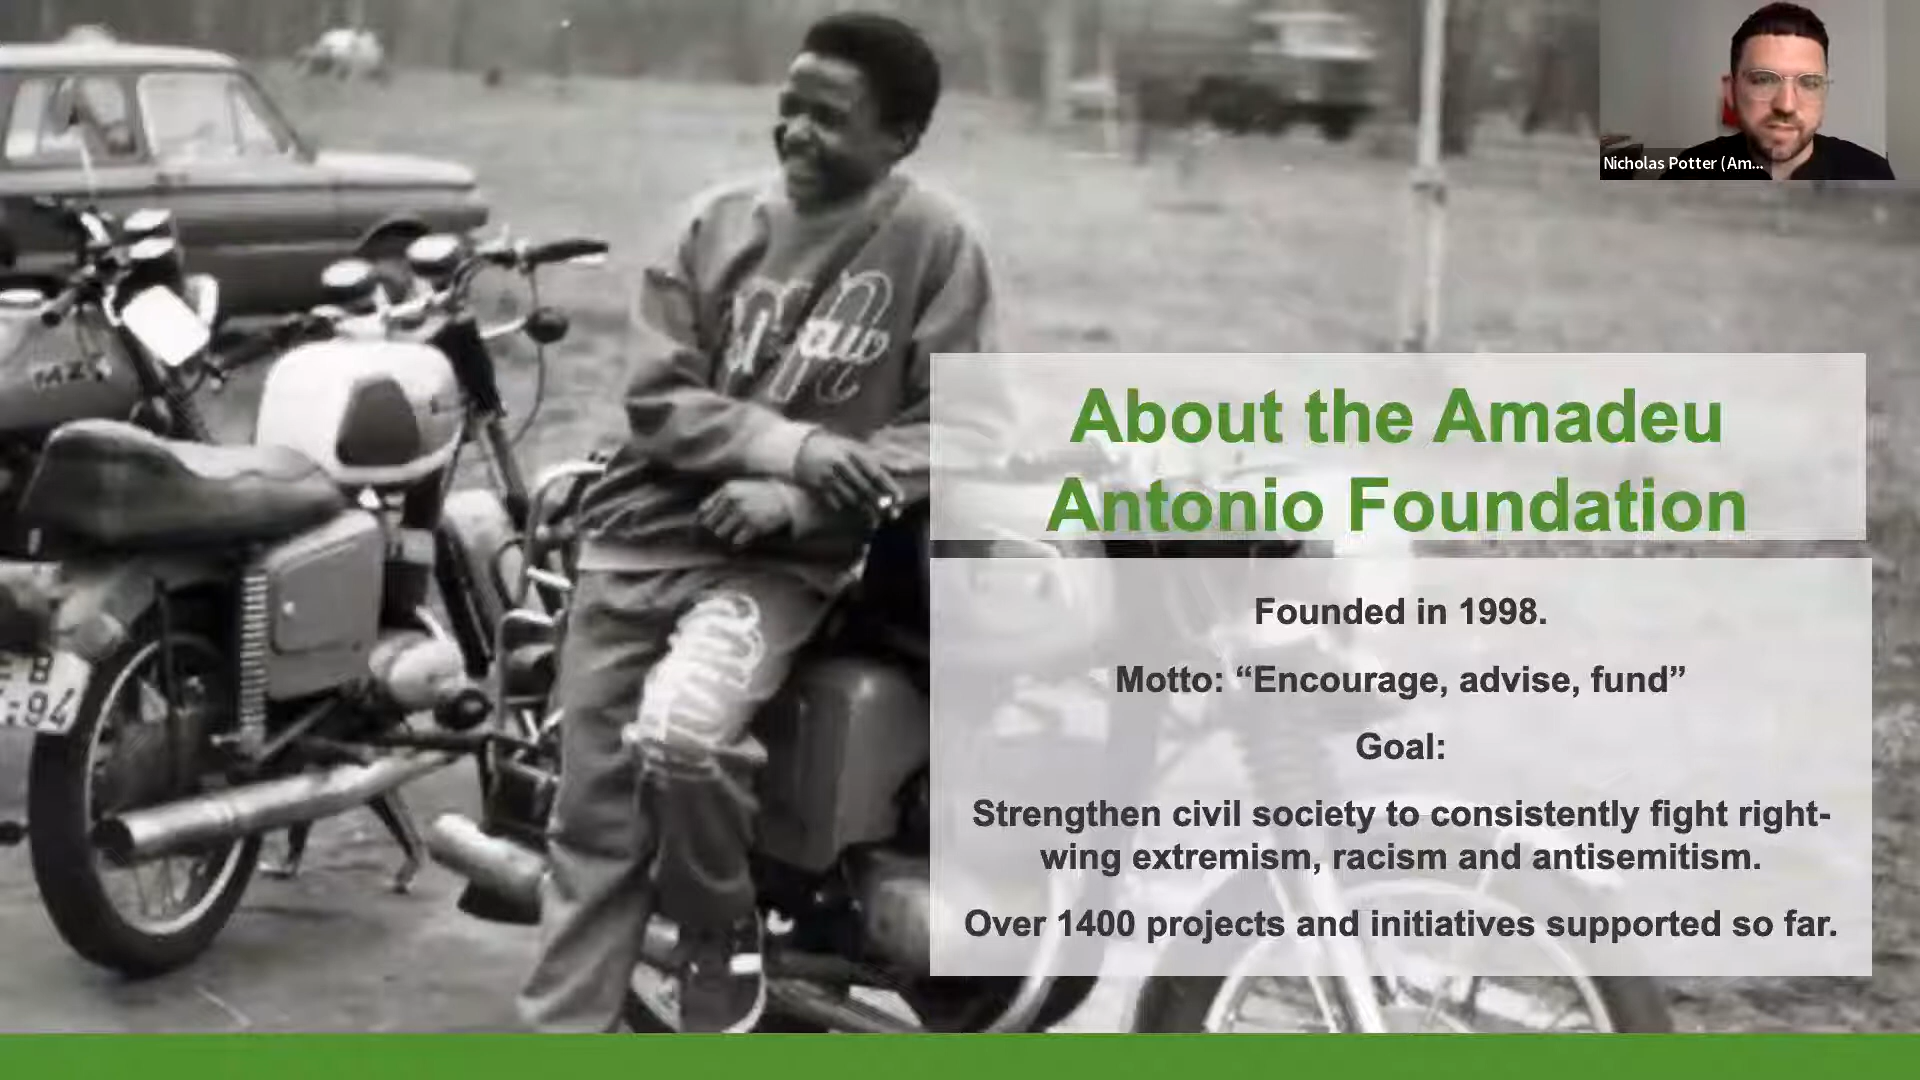 Nicholas Potter (Am...
About the Amadeu
Antonio Foundation
Founded in 1998.
Motto: “Encourage, advise, fund”
Goal:
Strengthen civil society to consistently fight right-
wing extremism, racism and antisemitism.
Over 1400 projects and initiatives supported so far.